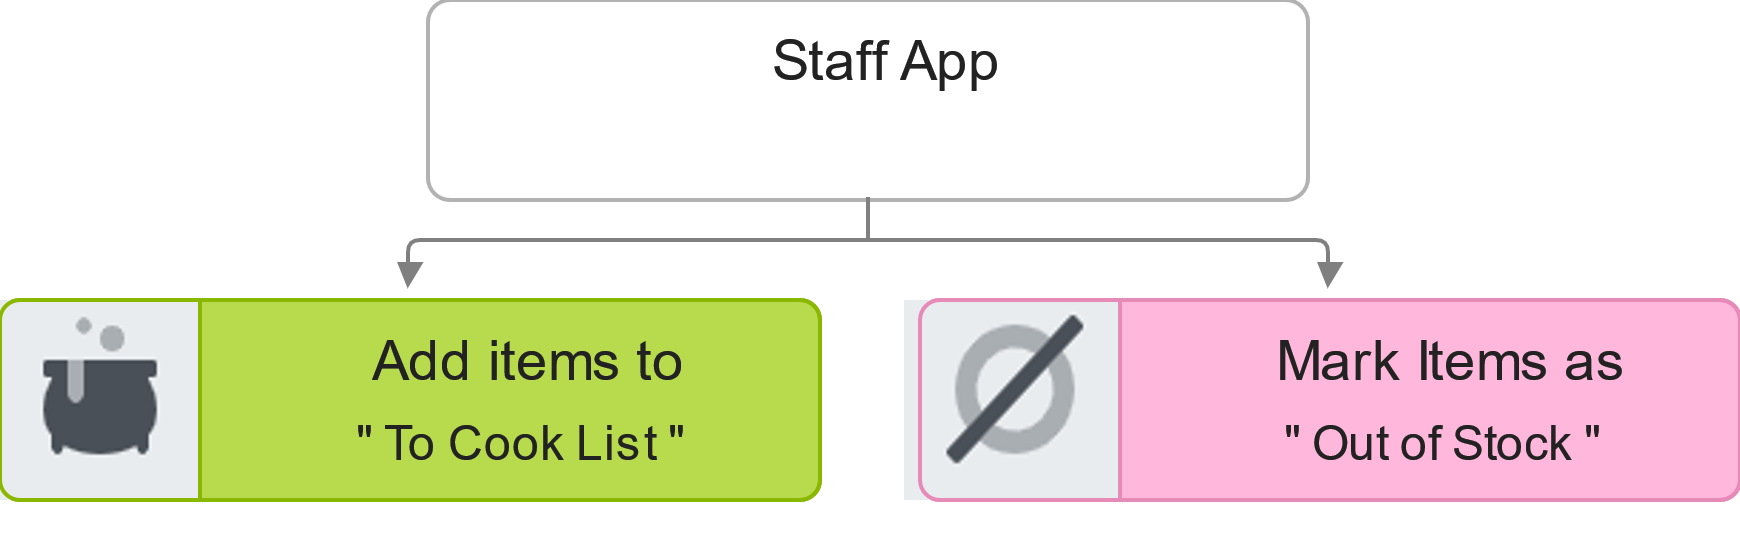 Staff App
Add items to
" To Cook List "
Mark Items as
" Out of Stock "